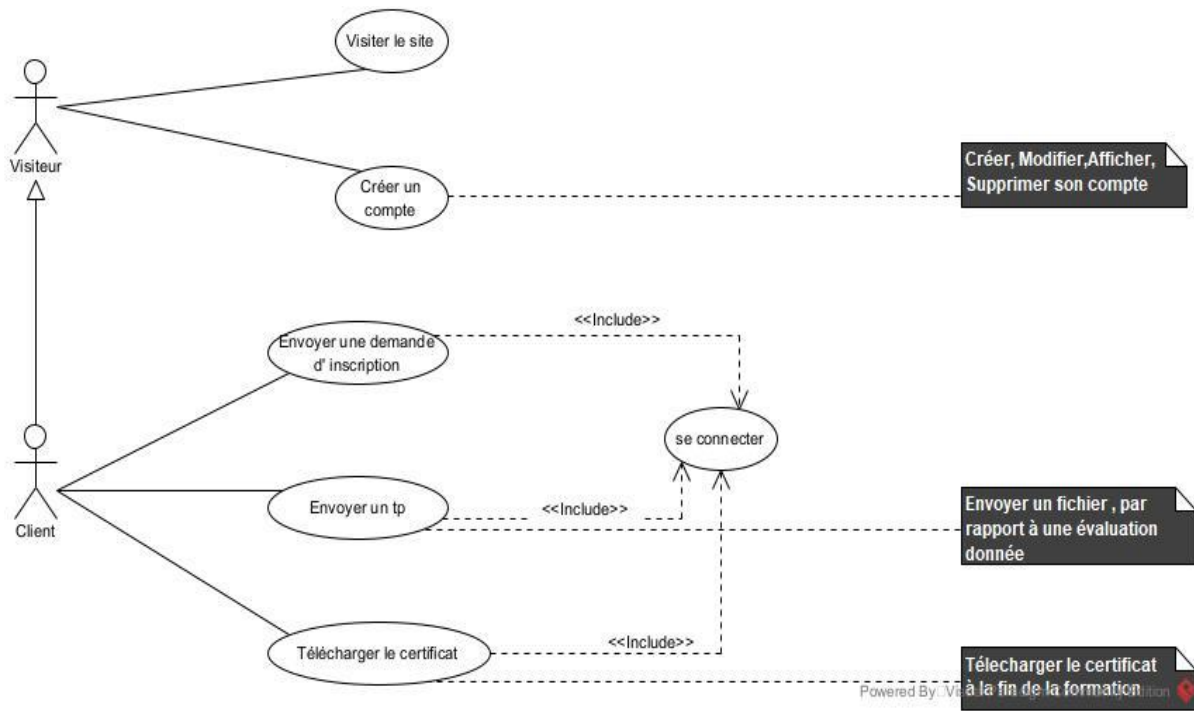 Visiter le site
Visiteur
Créer un
compte
Créer, Modifier,Afficher,
Supprimer son compte
<<Include>>
Envoyer une demande
d' inscription
se connecter
Client
Envoyer un tp
<<Include>>
Envoyer un fichier , par
rapport à une évaluation
donnée
Télécharger le certificat
<<Include>>
Télecharger le certificat
à la fin de la formation
Powered By